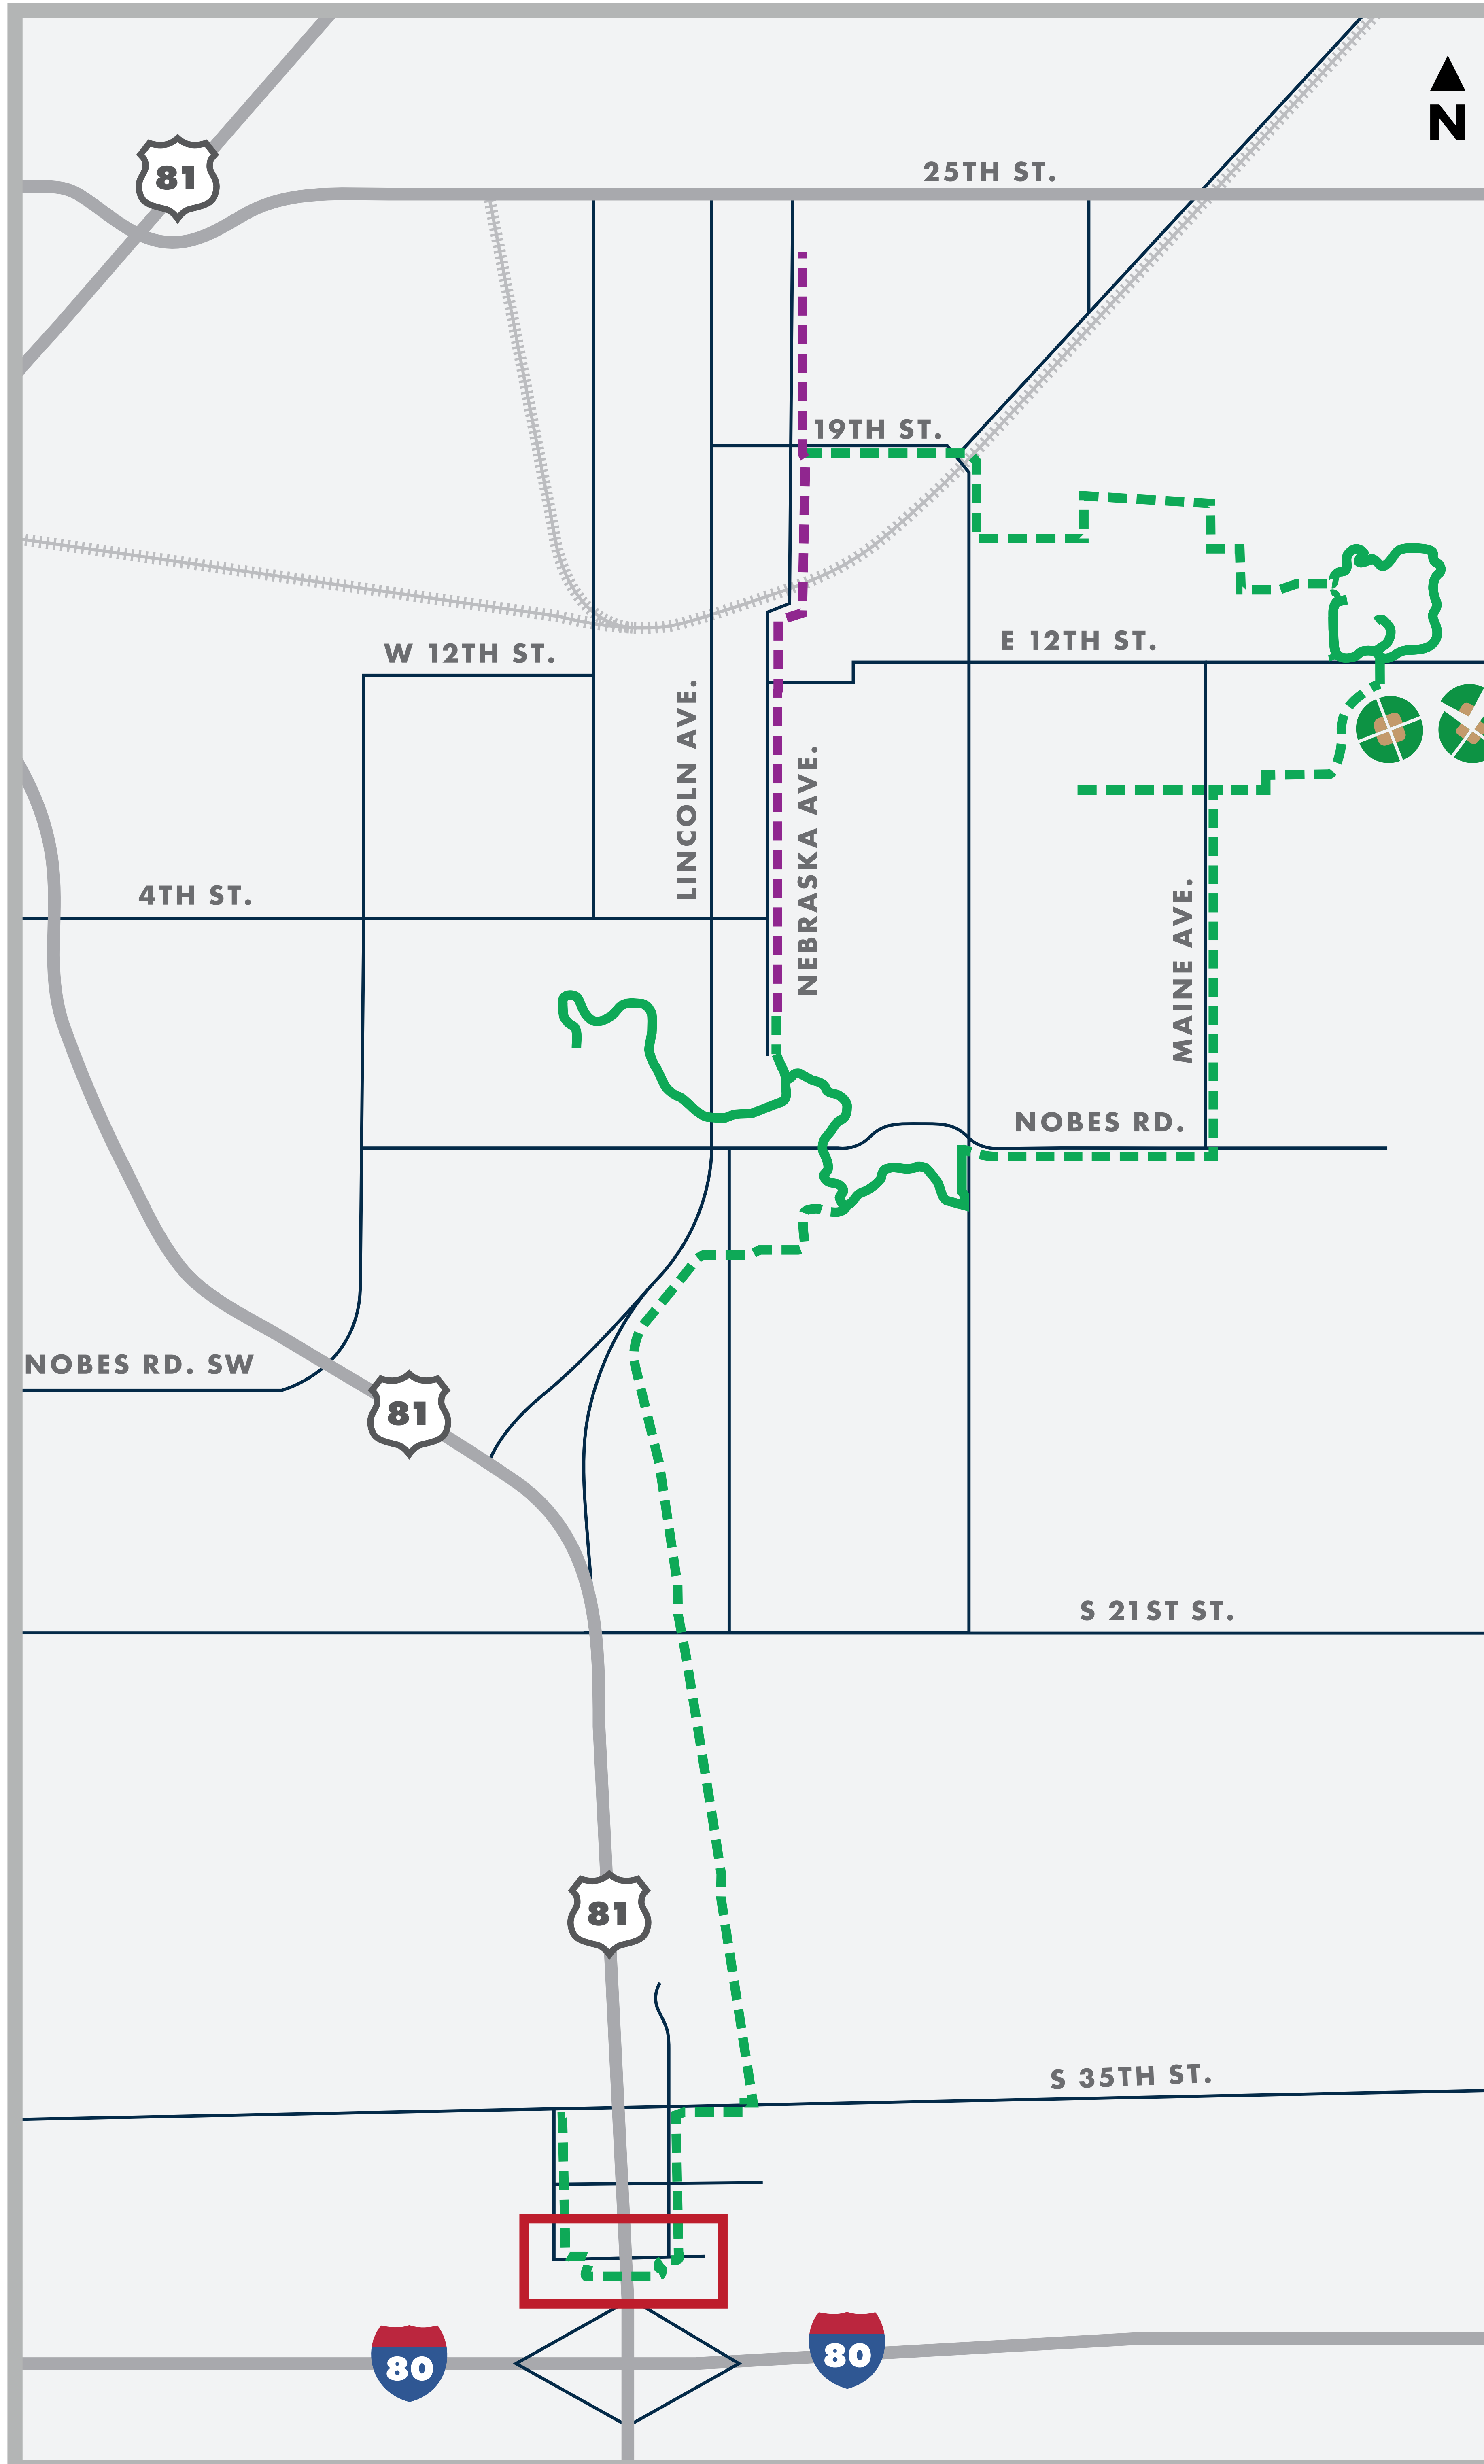 N
25TH ST.
81
19TH ST.
E 12TH ST.
W 12TH ST.
LINCOLN AVE.
NEBRASKA AVE.
4TH ST.
MAINE AVE.
NOBES RD.
NOBES RD. SW
81
S 21ST ST.
81
S 35TH ST.
80
80